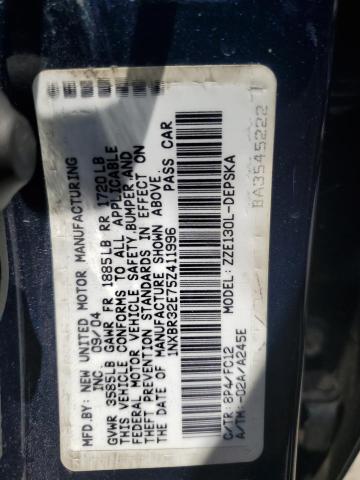 MFD.BY: NEW UNITED MOTOR MANUFACTURING
INC. 09/04
GVWR 3585LB GAWR FR 1885LB RR 1720LB
THIS VEHICLE CONFORMS TO ALL APPLICABLE
FEDERAL MOTOR VEHICLE SAFETY,BUMPER,AND
THEFT PREVENTION STANDARDS IN EFFECT ON
THE DATE OF MANUFACTURE SHOWN ABOVE.
1NXBR32E75Z411996 PASS CAR
MODEL: ZZE130L-DEPSKA
C/TR: 8P4/FC12
A/TM: -02A/A245E
BA3545222